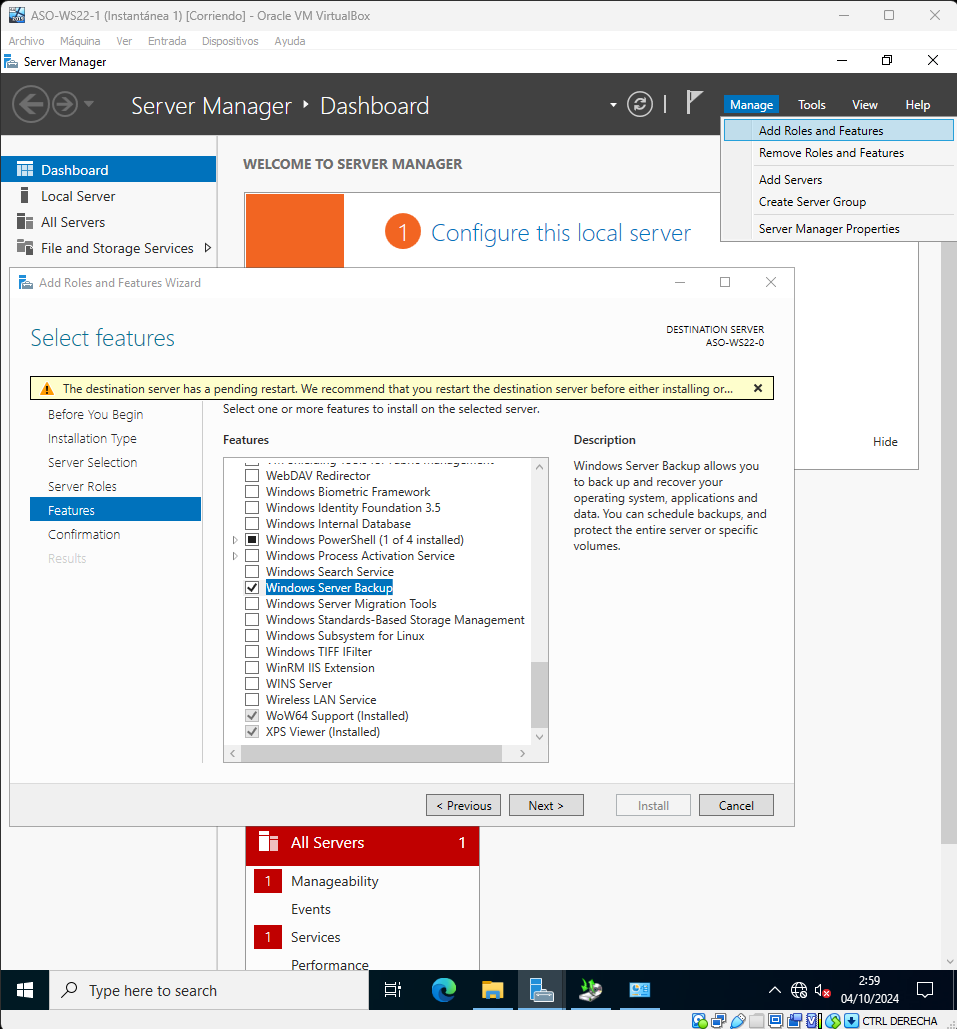 ASO-WS22-1 (Instantánea 1) [Corriendo] - Oracle VM VirtualBox
Archivo Máquina Ver Entrada Dispositivos Ayuda
Server Manager
Server Manager Dashboard
Manage Tools View Help
Add Roles and Features
Remove Roles and Features
Add Servers
Create Server Group
Server Manager Properties
Dashboard
Local Server
All Servers
File and Storage Services
WELCOME TO SERVER MANAGER
1 Configure this local server
Hide
Add Roles and Features Wizard
Select features
DESTINATION SERVER
ASO-WS22-0
The destination server has a pending restart. We recommend that you restart the destination server before either installing or...
Before You Begin
Installation Type
Server Selection
Server Roles
Features
Confirmation
Results
Select one or more features to install on the selected server.
Features
WebDAV Redirector
Windows Biometric Framework
Windows Identity Foundation 3.5
Windows Internal Database
Windows PowerShell (1 of 4 installed)
Windows Process Activation Service
Windows Search Service
Windows Server Backup
Windows Server Migration Tools
Windows Standards-Based Storage Management
Windows Subsystem for Linux
Windows TIFF IFilter
WinRM IIS Extension
WINS Server
Wireless LAN Service
WoW64 Support (Installed)
XPS Viewer (Installed)
Description
Windows Server Backup allows you
to back up and recover your
operating system, applications and
data. You can schedule backups, and
protect the entire server or specific
volumes.
< Previous Next > Install Cancel
All Servers 1
1 Manageability
Events
1 Services
Performance
Type here to search
2:59
04/10/2024
CTRL DERECHA